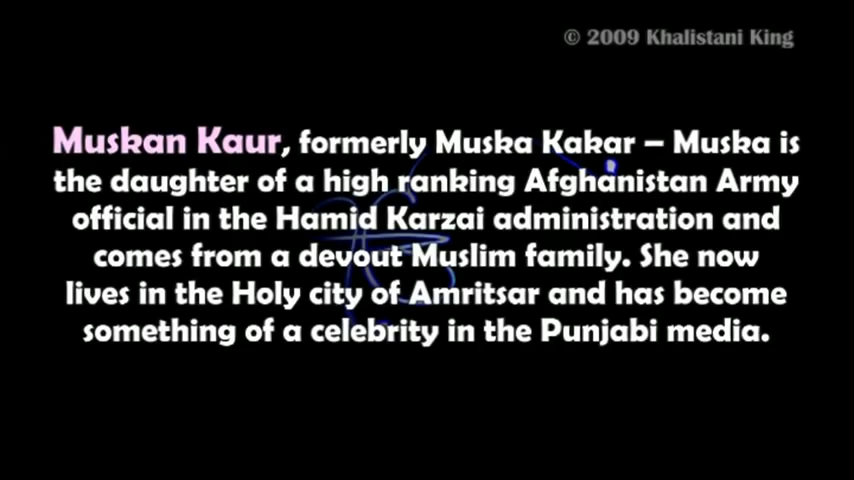 © 2009 Khalistani King
Muskan Kaur, formerly Muska Kakar – Muska is
the daughter of a high ranking Afghanistan Army
official in the Hamid Karzai administration and
comes from a devout Muslim family. She now
lives in the Holy city of Amritsar and has become
something of a celebrity in the Punjabi media.